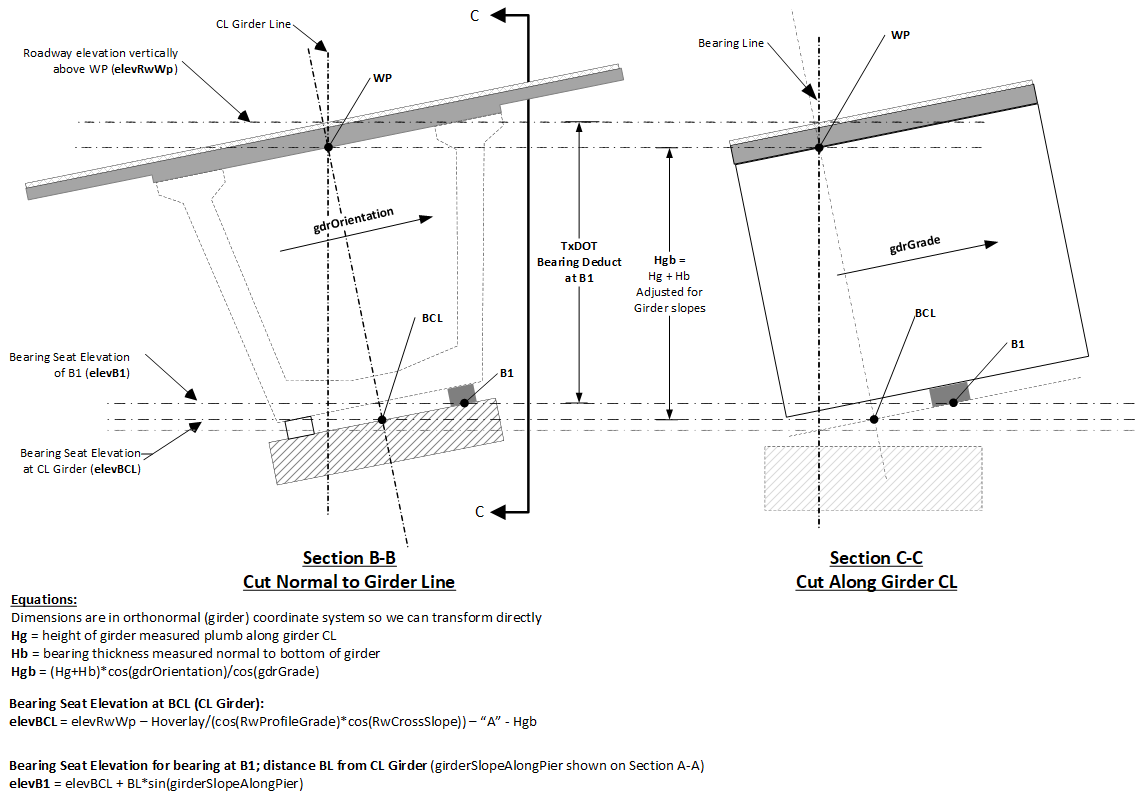 CL Girder Line
C
Roadway elevation vertically
above WP (elevRwWp)
WP
gdrOrientation
TxDOT
Bearing Deduct
at B1
BCL
Bearing Seat Elevation
of B1 (elevB1)
B1
Bearing Seat Elevation
at CL Girder (elevBCL)
C
Section B-B
Cut Normal to Girder Line
Bearing Line
WP
gdrGrade
Hgb =
Hg + Hb
Adjusted for
Girder slopes
BCL
B1
Section C-C
Cut Along Girder CL
Equations:
Dimensions are in orthonormal (girder) coordinate system so we can transform directly
Hg = height of girder measured plumb along girder CL
Hb = bearing thickness measured normal to bottom of girder
Hgb = (Hg+Hb)*cos(gdrOrientation)/cos(gdrGrade)
Bearing Seat Elevation at BCL (CL Girder):
elevBCL = elevRwWp – Hoverlay/(cos(RwProfileGrade)*cos(RwCrossSlope)) – “A” - Hgb
Bearing Seat Elevation for bearing at B1; distance BL from CL Girder (girderSlopeAlongPier shown on Section A-A)
elevB1 = elevBCL + BL*sin(girderSlopeAlongPier)